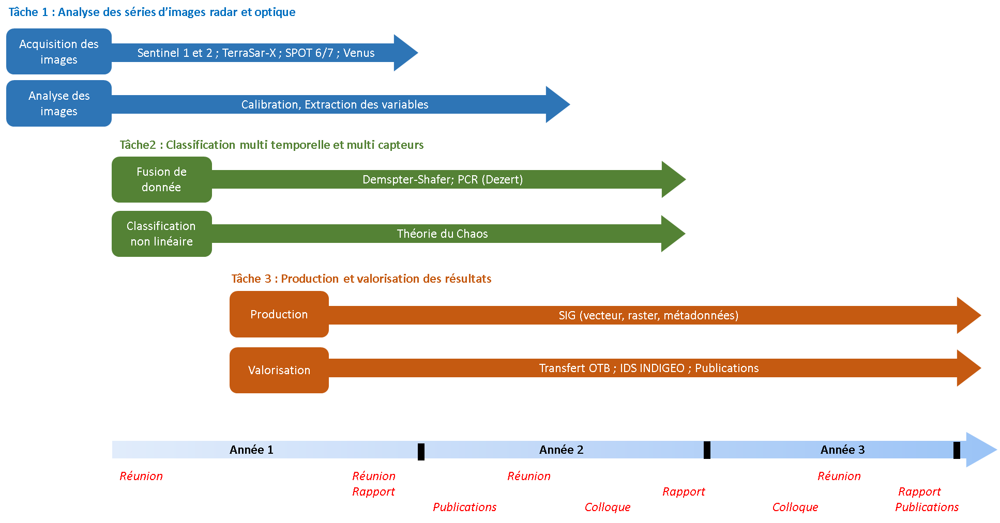 Tâche 1 : Analyse des séries d'images radar et optique
Acquisition des
images
Sentinel 1 et 2 ; TerraSar-X ; SPOT 6/7 ; Venus
Analyse des
images
Calibration, Extraction des variables
Tâche2 : Classification multi temporelle et multi capteurs
Fusion de
donnée
Demspter-Shafer; PCR (Dezert)
Classification
non linéaire
Théorie du Chaos
Tâche 3 : Production et valorisation des résultats
Production
SIG (vecteur, raster, métadonnées)
Valorisation
Transfert OTB ; IDS INDIGEO ; Publications
Année 1 Année 2 Année 3
Réunion Réunion Réunion Réunion
Rapport Rapport Rapport
Publications Colloque Colloque Publications